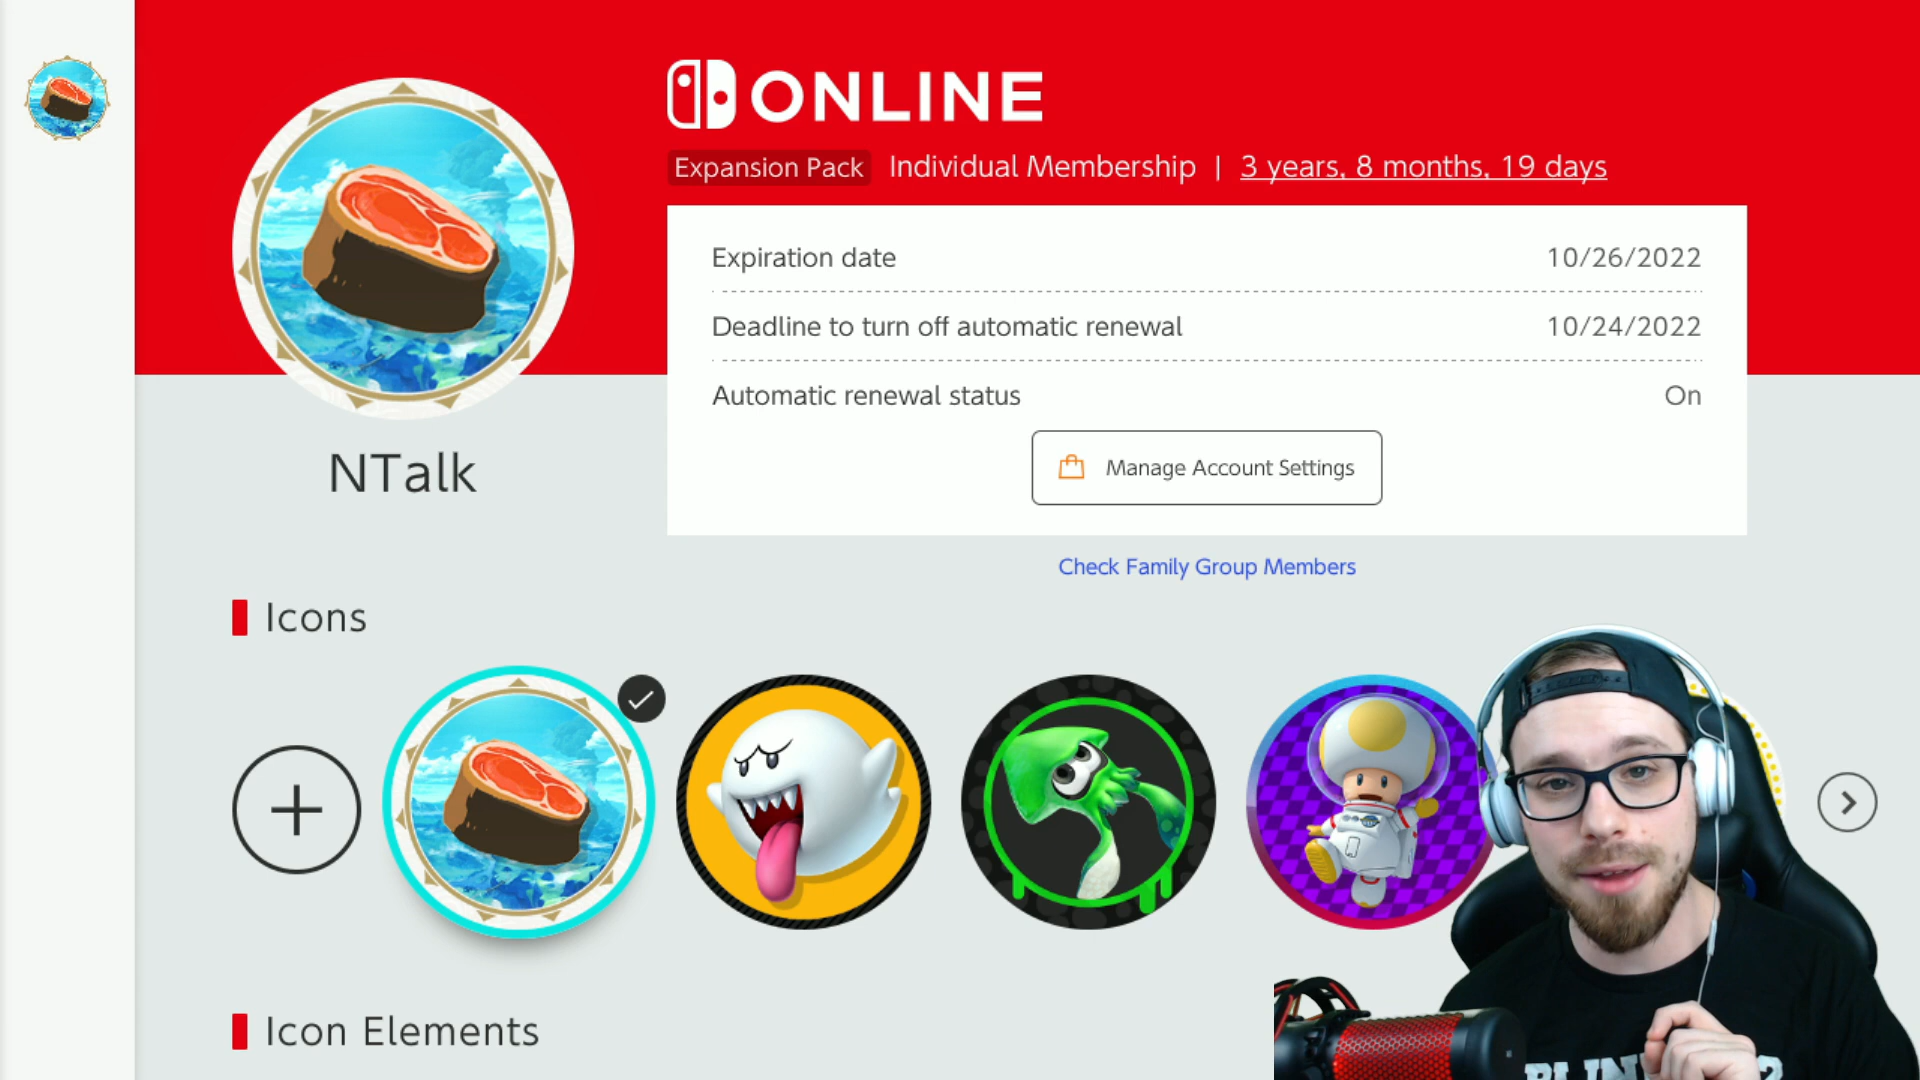 ONLINE
Expansion Pack Individual Membership | 3 years, 8 months, 19 days
Expiration date 10/26/2022
Deadline to turn off automatic renewal 10/24/2022
Automatic renewal status On
Manage Account Settings
NTalk
Check Family Group Members
Icons
Icon Elements